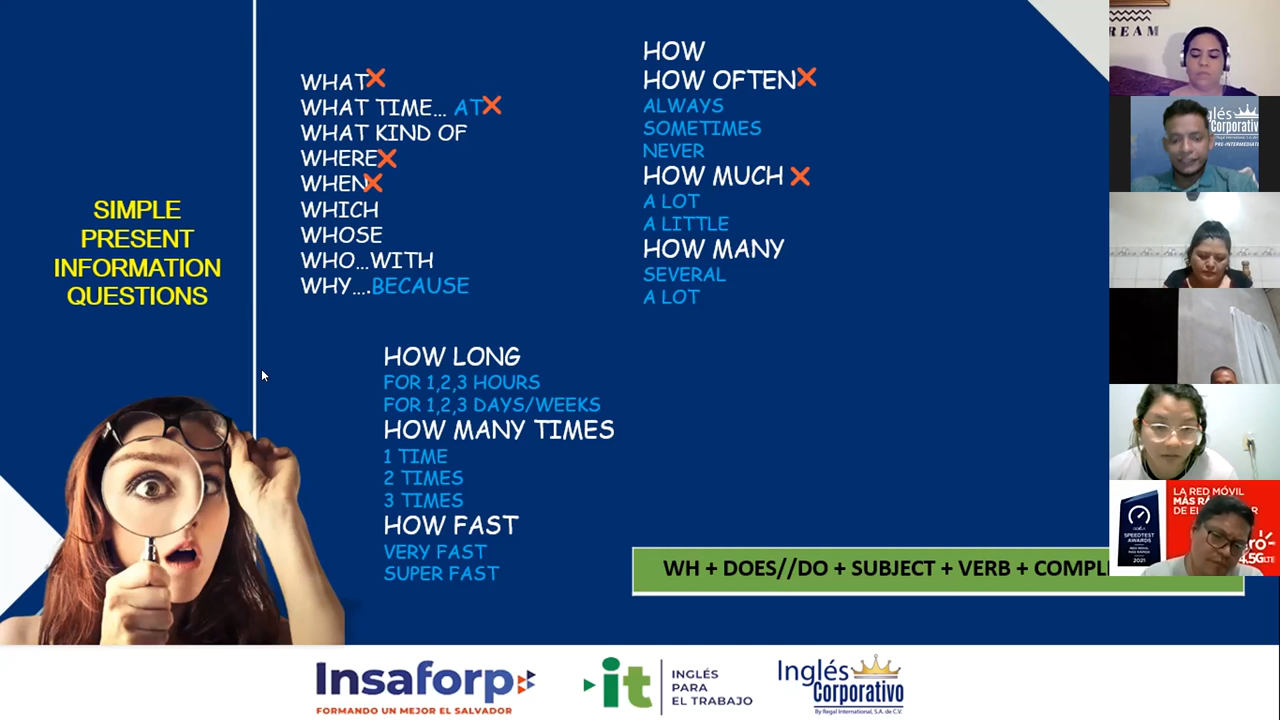 SIMPLE
PRESENT
INFORMATION
QUESTIONS
WHAT
WHAT TIME... AT
WHAT KIND OF
WHERE
WHEN
WHICH
WHOSE
WHO...WITH
WHY....BECAUSE
HOW
HOW OFTEN
ALWAYS
SOMETIMES
NEVER
HOW MUCH
A LOT
A LITTLE
HOW MANY
SEVERAL
A LOT
HOW LONG
FOR 1,2,3 HOURS
FOR 1,2,3 DAYS/WEEKS
HOW MANY TIMES
1 TIME
2 TIMES
3 TIMES
HOW FAST
VERY FAST
SUPER FAST
WH + DOES//DO + SUBJECT + VERB + COMPL
Insaforp
FORMANDO UN MEJOR EL SALVADOR
it
INGLÉS
PARA
EL TRABAJO
Inglés
Corporativo
By Regal International, S.A. de C.V.
REAM
glés
Corporativo
PRE-INTERMEDIATE
LA RED MÓVIL
MÁS RÁ
DE EL
SPEEDTEST
AWARDS
2021
ro
4.5G LTE